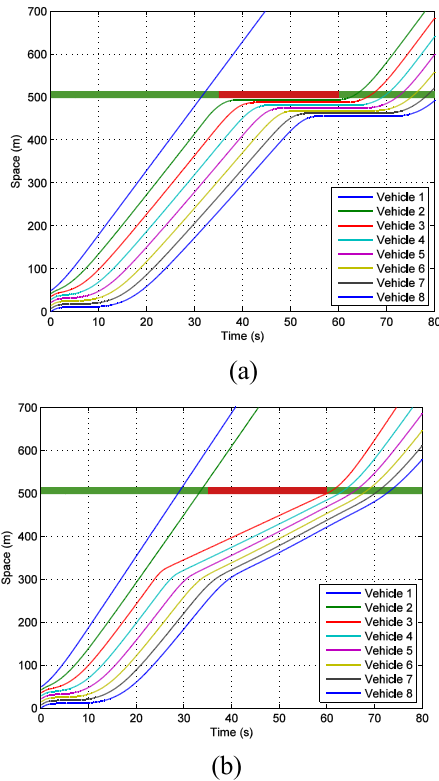 700
600
500
400
300
200
100
0
Space (m)
Vehicle 1
Vehicle 2
Vehicle 3
Vehicle 4
Vehicle 5
Vehicle 6
Vehicle 7
Vehicle 8
0 10 20 30 40 50 60 70 80
Time (s)
(a)
700
600
500
400
300
200
100
0
Space (m)
Vehicle 1
Vehicle 2
Vehicle 3
Vehicle 4
Vehicle 5
Vehicle 6
Vehicle 7
Vehicle 8
0 10 20 30 40 50 60 70 80
Time (s)
(b)